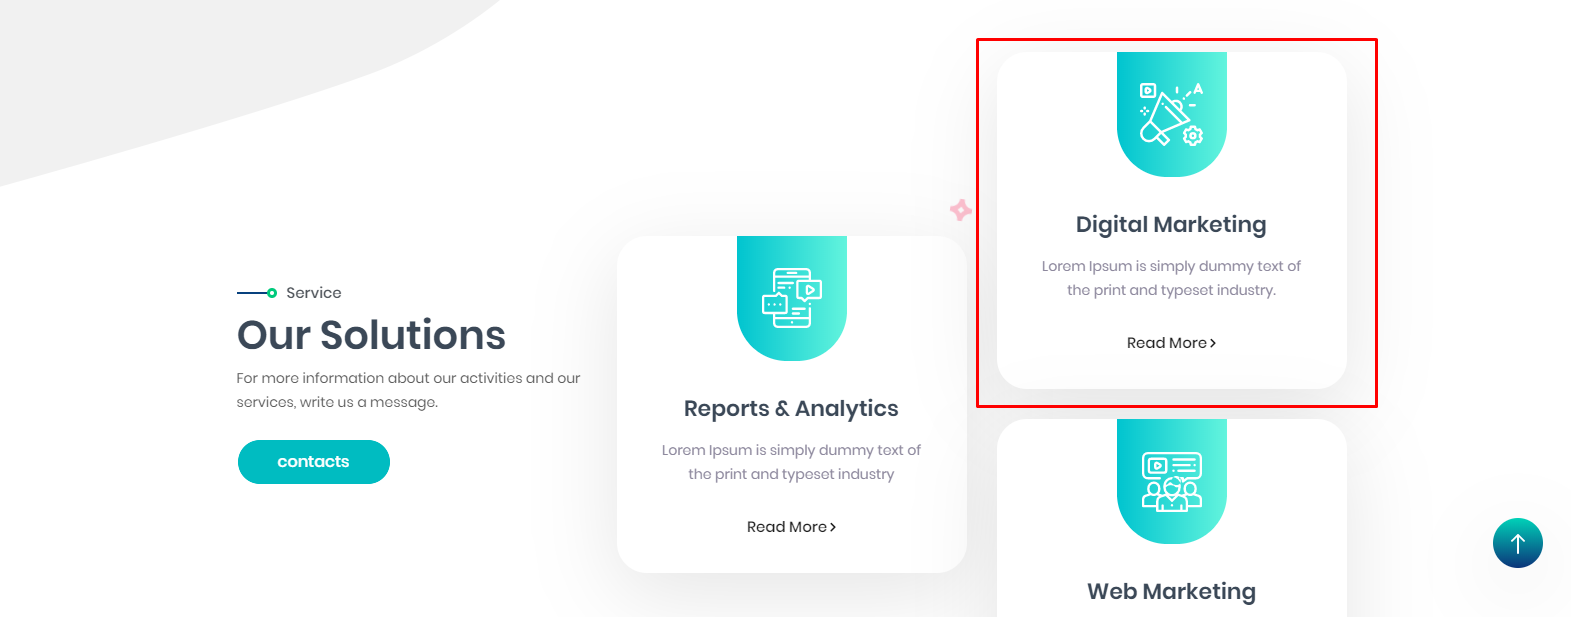 Service
Our Solutions
For more information about our activities and our
services, write us a message.
contacts
Reports & Analytics
Lorem Ipsum is simply dummy text of
the print and typeset industry
Read More
A
Digital Marketing
Lorem Ipsum is simply dummy text of
the print and typeset industry.
Read More
Web Marketing